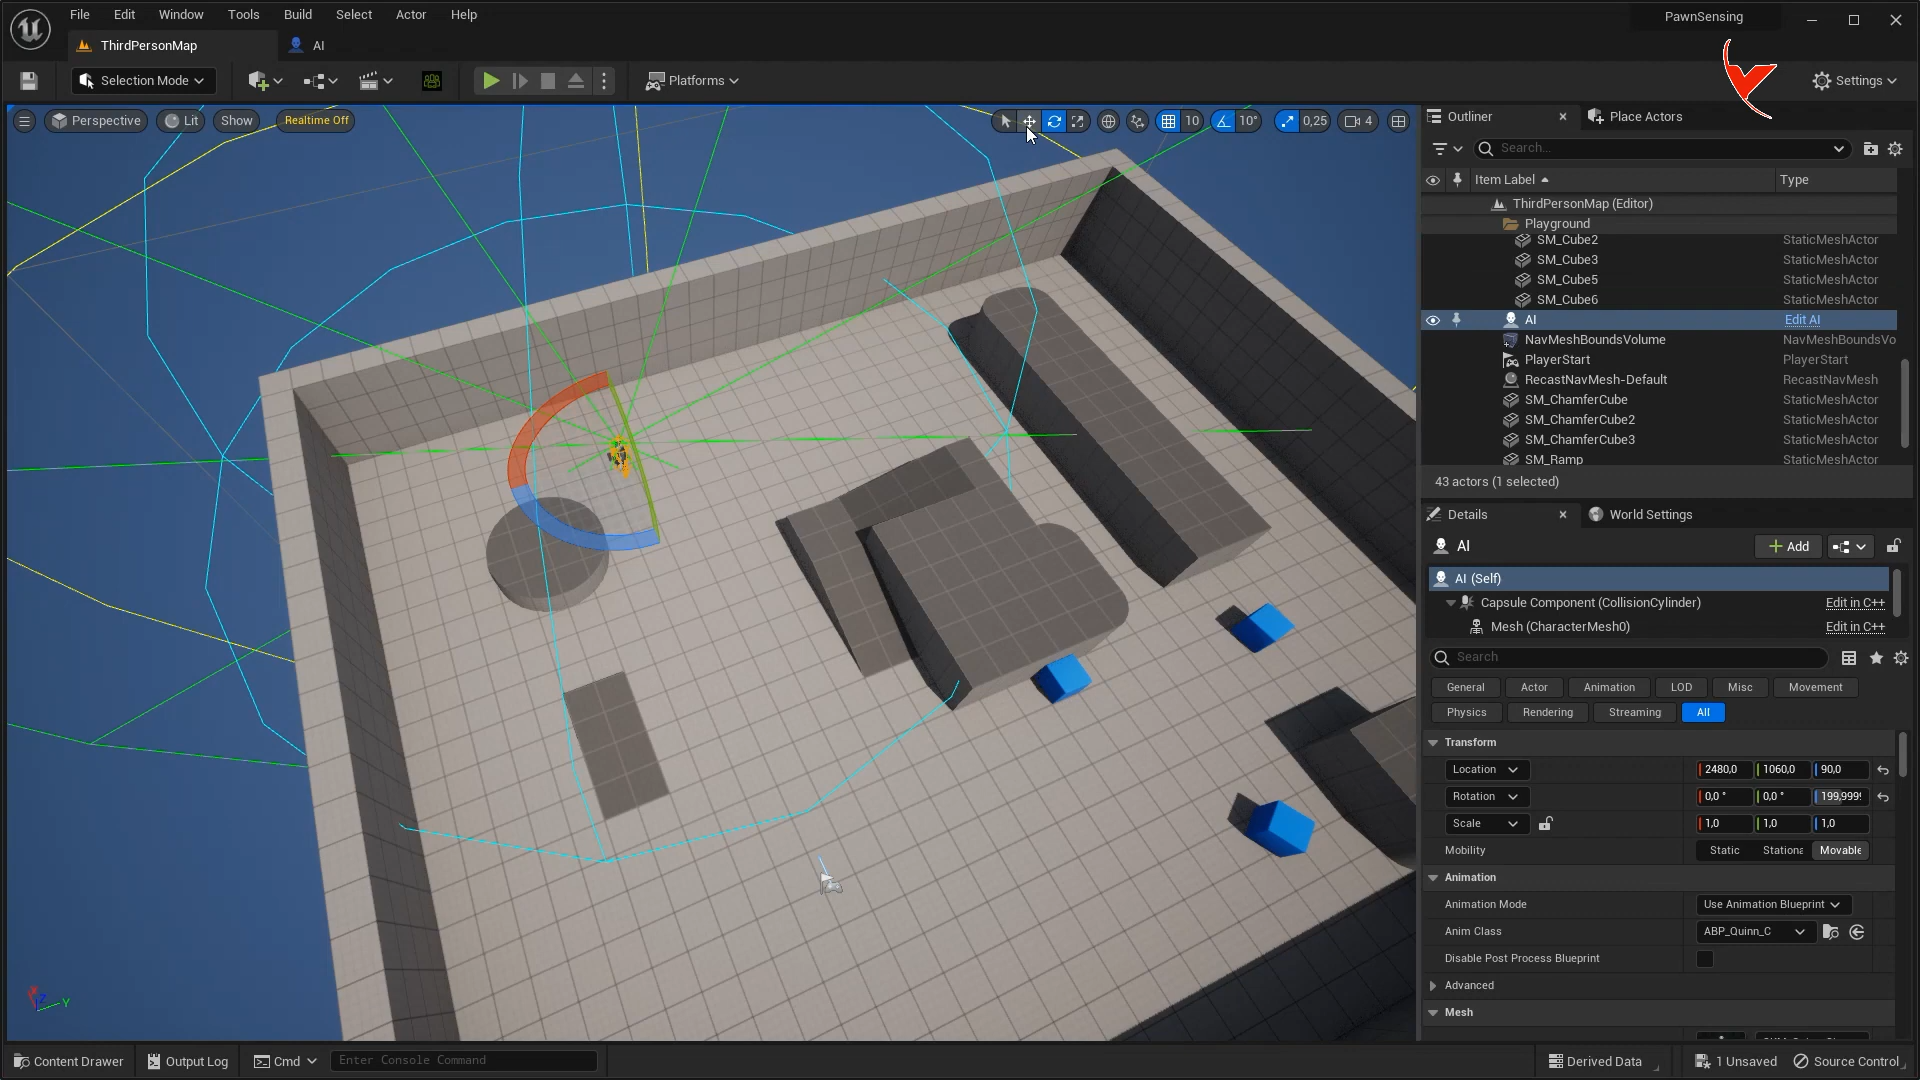 File Edit Window Tools Build Select Actor Help
PawnSensing
ThirdPersonMap
AI
Selection Mode
Platforms
Settings
Perspective
Lit
Show
Realtime Off
10
10°
0,25
4
Outliner
Place Actors
Search...
Item Label
Type
ThirdPersonMap (Editor)
Playground
SM_Cube2 StaticMeshActor
SM_Cube3 StaticMeshActor
SM_Cube5 StaticMeshActor
SM_Cube6 StaticMeshActor
AI Edit AI
NavMeshBoundsVolume NavMeshBoundsVo
PlayerStart PlayerStart
RecastNavMesh-Default RecastNavMesh
SM_ChamferCube StaticMeshActor
SM_ChamferCube2 StaticMeshActor
SM_ChamferCube3 StaticMeshActor
SM_Ramp StaticMeshActor
43 actors (1 selected)
Details
World Settings
AI
Add
AI (Self)
Capsule Component (CollisionCylinder) Edit in C++
Mesh (CharacterMesh0) Edit in C++
Search
General Actor Animation LOD Misc Movement
Physics Rendering Streaming All
Transform
Location 2480,0 1060,0 90,0
Rotation 0,0 ° 0,0 ° 199,9999
Scale 1,0 1,0 1,0
Mobility Static Stationa Movable
Animation
Animation Mode Use Animation Blueprint
Anim Class ABP_Quinn_C
Disable Post Process Blueprint
Advanced
Mesh
X Z Y
Content Drawer
Output Log
Cmd
Enter Console Command
Derived Data
1 Unsaved
Source Control